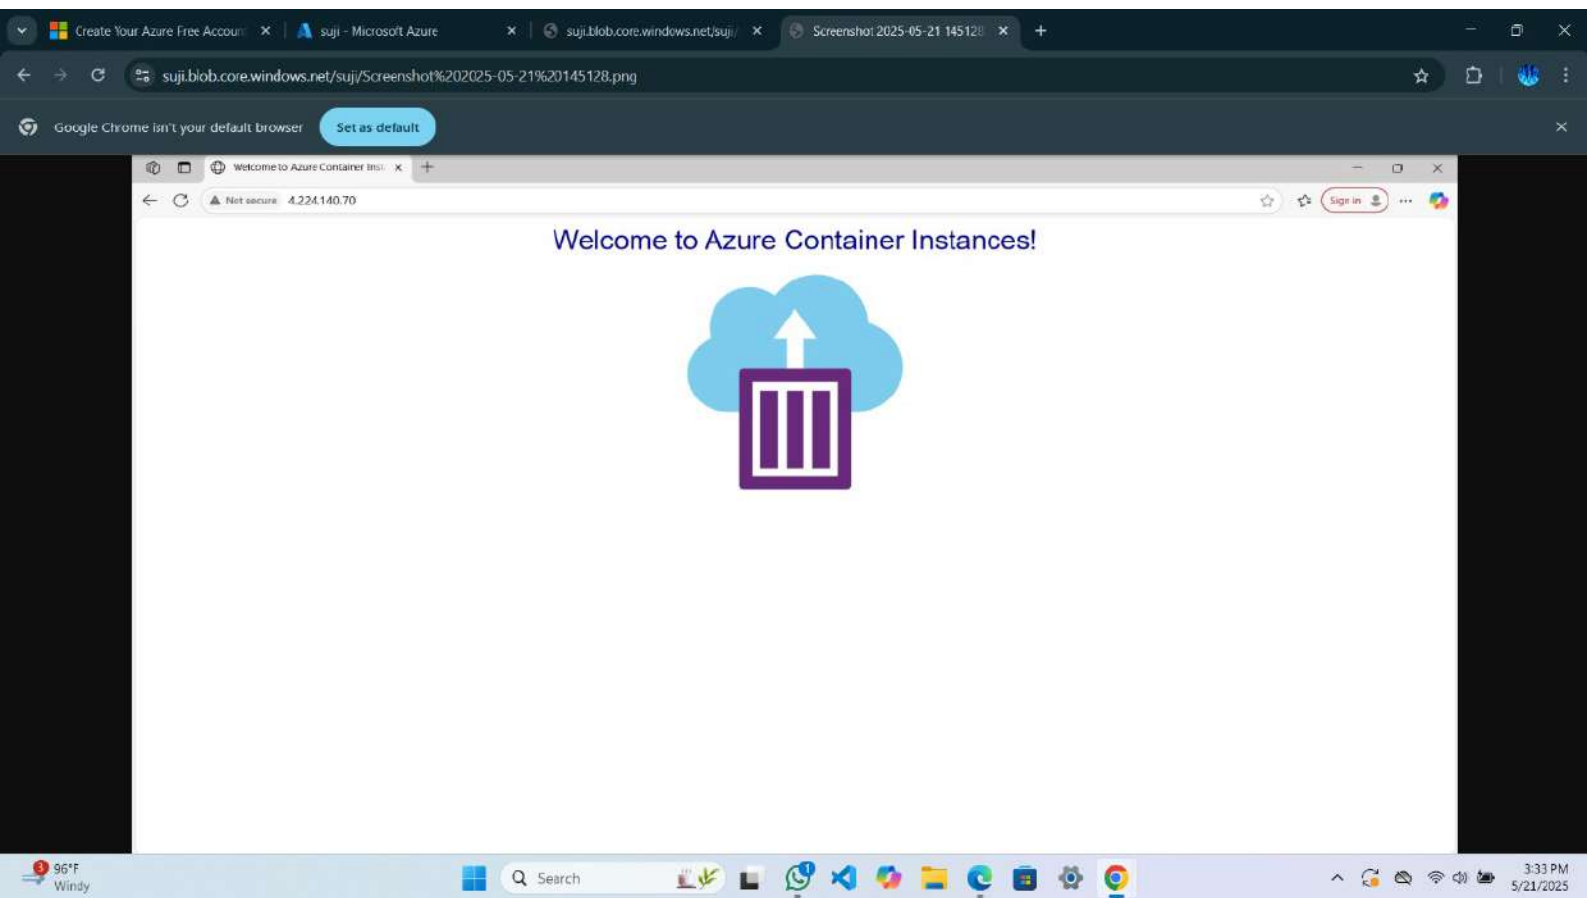 Create Your Azure Free Accoun
suji - Microsoft Azure
suji.blob.core.windows.net/suji/
Screenshot 2025-05-21 145128
suji.blob.core.windows.net/suji/Screenshot%202025-05-21%20145128.png
Google Chrome isn't your default browser
Set as default
Welcome to Azure Container Inst
Not secure 4.224.140.70
Sign in
Welcome to Azure Container Instances!
3
96°F
Windy
Search
1
3:33 PM
5/21/2025